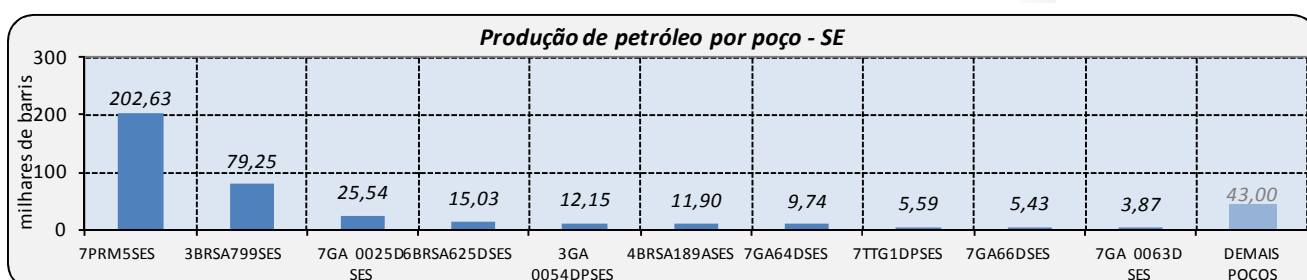 Produção de petróleo por poço - SE
milhares de barris
300
200
100
0
202,63
79,25
25,54
15,03
12,15
11,90
9,74
5,59
5,43
3,87
43,00
7PRM5SES
3BRSA799SES
7GA 0025D
SES
6BRSA625DSES
3GA
0054DPSES
4BRSA189ASES
7GA64DSES
7TTG1DPSES
7GA66DSES
7GA 0063D
SES
DEMAIS
POÇOS